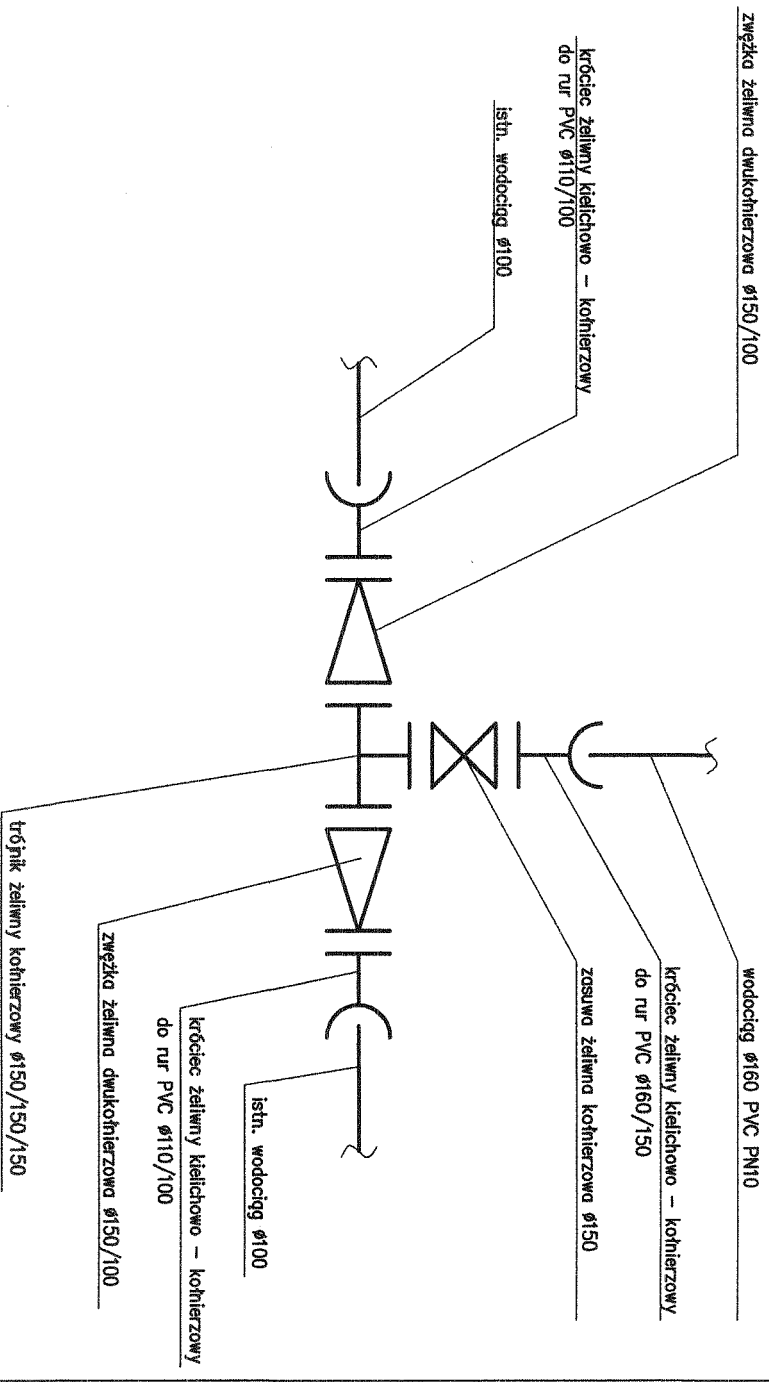 zwężka żeliwna dwukołnierzowa ø150/100
króciec żeliwny kielichowo – kołnierzowy
do rur PVC ø110/100
istn. wodociąg ø100
wodociąg ø160 PVC PN10
króciec żeliwny kielichowo – kołnierzowy
do rur PVC ø160/150
zasuwa żeliwna kołnierzowa ø150
istn. wodociąg ø100
króciec żeliwny kielichowo – kołnierzowy
do rur PVC ø110/100
zwężka żeliwna dwukołnierzowa ø150/100
trójnik żeliwny kołnierzowy ø150/150/150